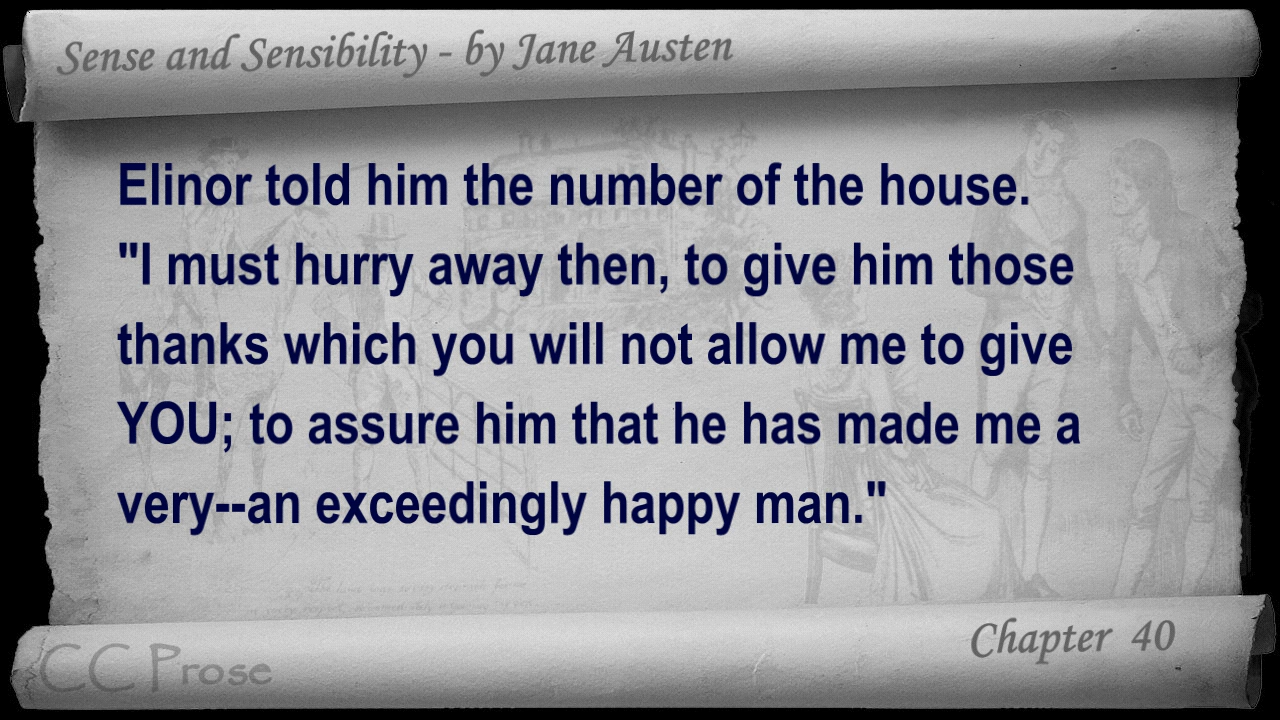 Sense and Sensibility - by Jane Austen
Elinor told him the number of the house.
"I must hurry away then, to give him those
thanks which you will not allow me to give
YOU; to assure him that he has made me a
very--an exceedingly happy man."
Chapter 40
CC Prose